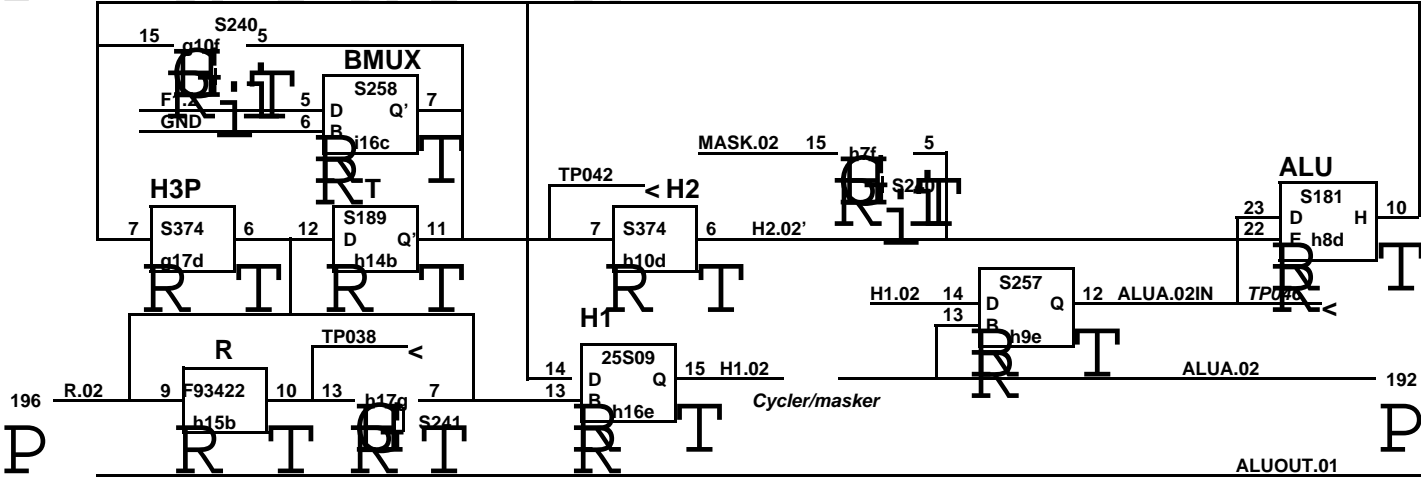 S240
15 g10f 5
BMUX
S258
5 D Q' 7
GND 6 B
i16c
R T
R T
MASK.02 15 h7f 5
TP042 <
H3P
T
H2
ALU
S374
S189
S374
S181
7 6 12 D Q' 11 7 6 H2.02'
g17d
h14b
h10d
23 D H 10
22 h8d
R T
R T
R T
R T
R
S257
H1.02 14 D Q 12 ALUA.02IN TP046 <
13 B
h9e
R T
R
H1
R
TP038 <
25S09
14 D Q 15 H1.02
13 B
h16e
R T
R
Cycler/masker
ALUA.02
192
P
196 R.02 9 F93422 10 13 h17g 7
h15b
S241
P
R T
T
ALUOUT.01